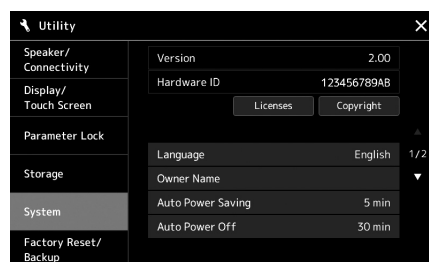 Utility
Speaker/
Connectivity
Display/
Touch Screen
Parameter Lock
Storage
System
Factory Reset/
Backup
Version 2.00
Hardware ID 123456789AB
Licenses Copyright
Language English
Owner Name
Auto Power Saving 5 min
Auto Power Off 30 min
1/2